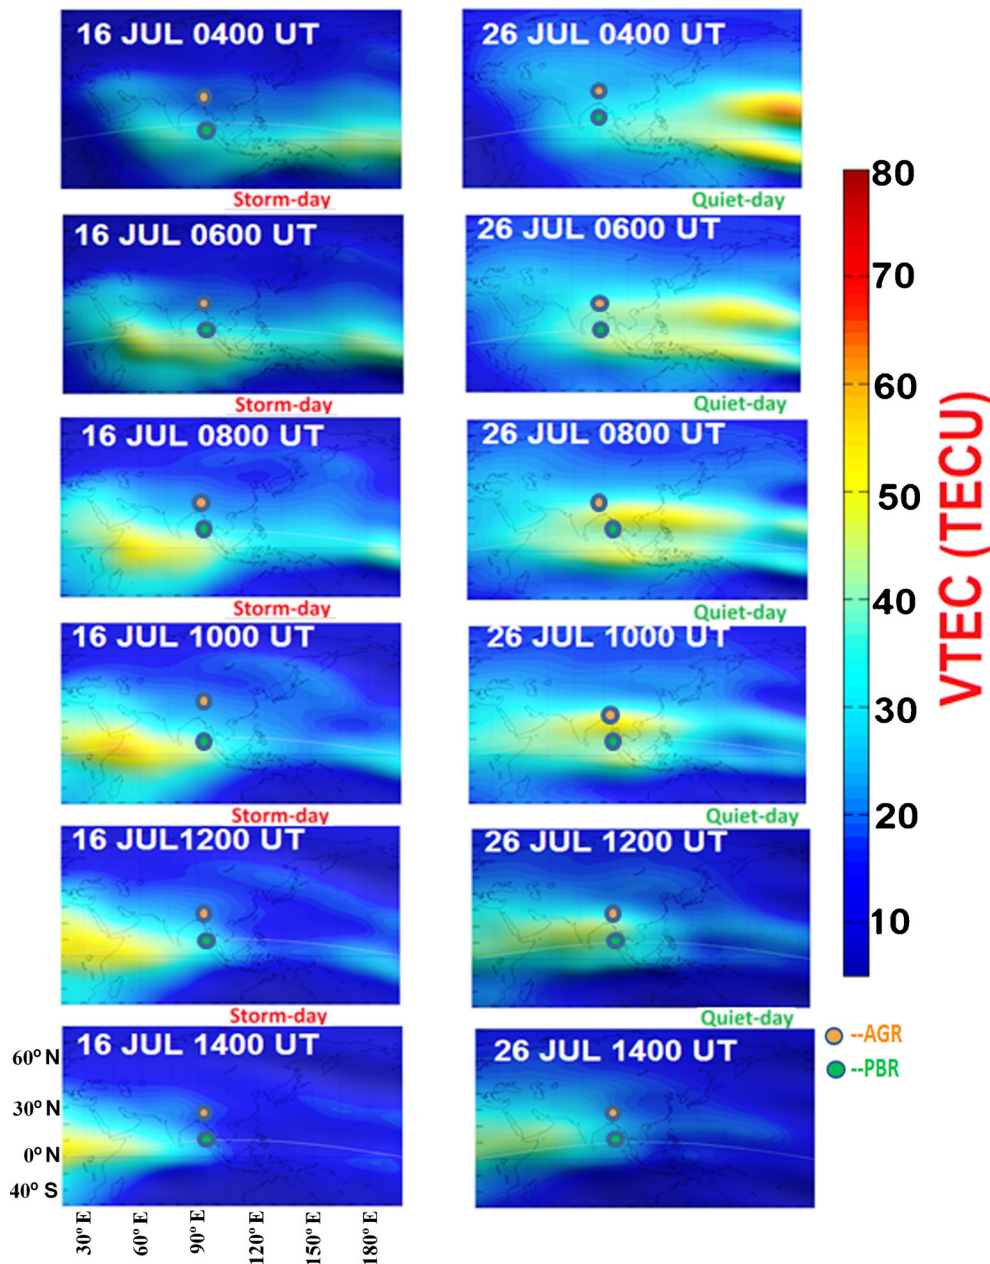 16 JUL 0400 UT
26 JUL 0400 UT
Storm-day
Quiet-day
16 JUL 0600 UT
26 JUL 0600 UT
Storm-day
Quiet-day
16 JUL 0800 UT
26 JUL 0800 UT
Storm-day
Quiet-day
16 JUL 1000 UT
26 JUL 1000 UT
Storm-day
Quiet-day
16 JUL1200 UT
26 JUL 1200 UT
Storm-day
Quiet-day
16 JUL 1400 UT
26 JUL 1400 UT
60° N
30° N
0° N
40° S
30° E
60° E
90° E
120° E
150° E
180° E
80
70
60
50
40
30
20
10
VTEC (TECU)
--AGR
--PBR